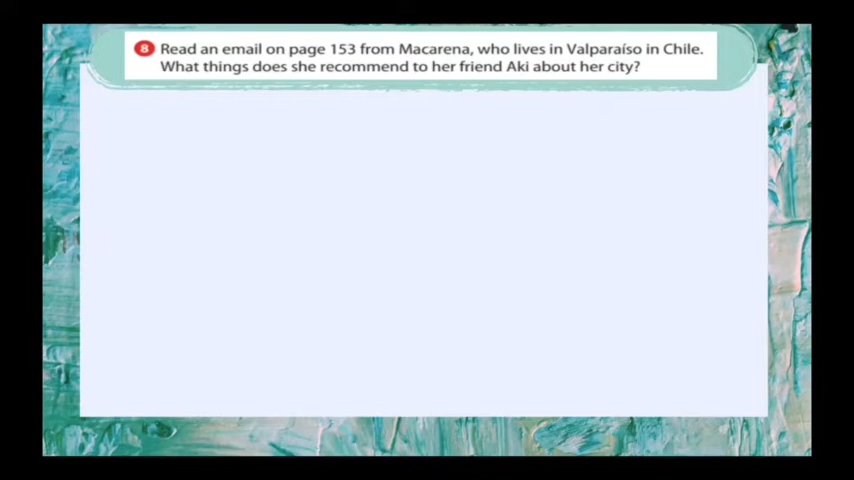 8 Read an email on page 153 from Macarena, who lives in Valparaíso in Chile.
What things does she recommend to her friend Aki about her city?